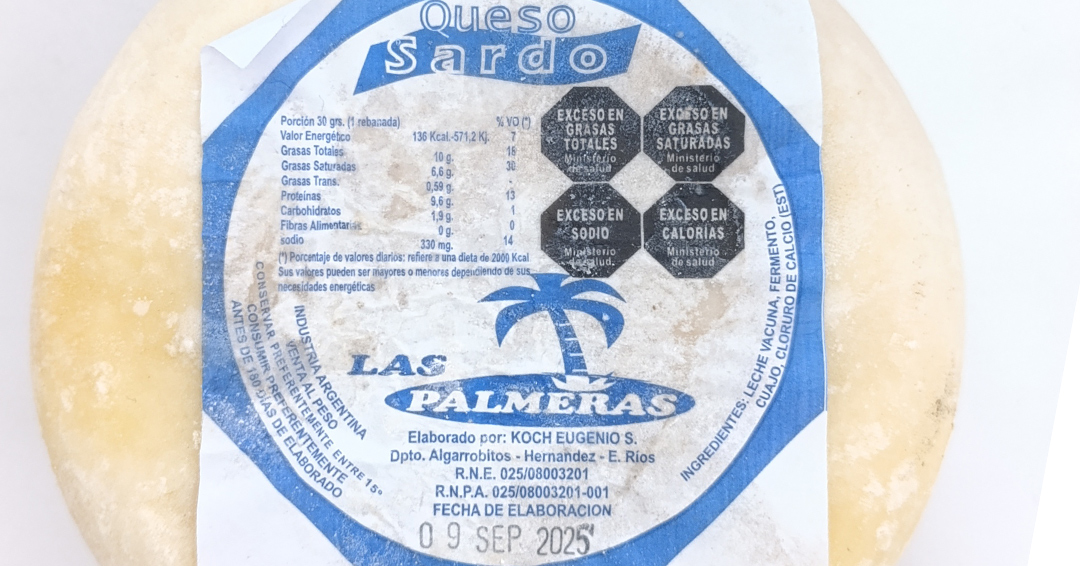 Queso
Sardo
Porción 30 grs. (1 rebanada) % VD (*)
Valor Energético 136 Kcal.-571,2 Kj. 7
Grasas Totales 10 g. 18
Grasas Saturadas 6,6 g. 30
Grasas Trans. 0,59 g. -
Proteínas 9,6 g. 13
Carbohidratos 1,9 g. 1
Fibras Alimentarias 0 g. 0
sodio 330 mg. 14
(*) Porcentaje de valores diarios: refiere a una dieta de 2000 Kcal
Sus valores pueden ser mayores o menores dependiendo de sus
necesidades energéticas
EXCESO EN
GRASAS
TOTALES
Ministerio
de salud
EXCESO EN
GRASAS
SATURADAS
Ministerio
de salud
EXCESO EN
SODIO
Ministerio
de salud.
EXCESO EN
CALORÍAS
Ministerio
de salud
INDUSTRIA ARGENTINA
VENTA AL PESO
CONSERVAR PREFERENTEMENTE ENTRE 15º
CONSUMIR PREFERENTEMENTE
ANTES DE 180 DIAS DE ELABORADO
LAS
PALMERAS
INGREDIENTES: LECHE VACUNA, FERMENTO,
CUAJO, CLORURO DE CALCIO (EST)
Elaborado por: KOCH EUGENIO S.
Dpto. Algarrobitos - Hernandez - E. Ríos
R.N.E. 025/08003201
R.N.P.A. 025/08003201-001
FECHA DE ELABORACION
09 SEP 2025